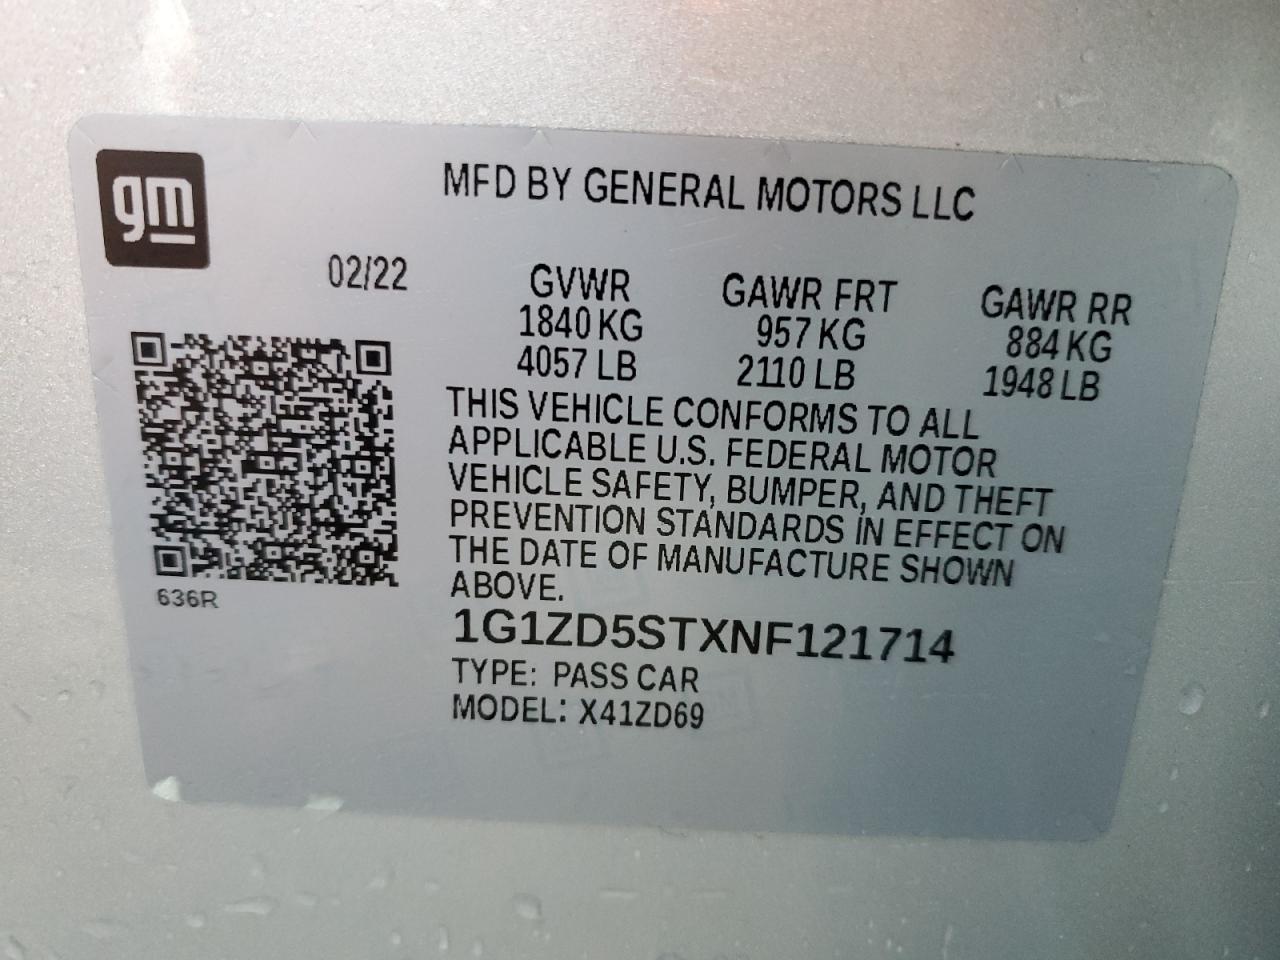 gm
MFD BY GENERAL MOTORS LLC
02/22
GVWR
1840 KG
4057 LB
GAWR FRT
957 KG
2110 LB
GAWR RR
884 KG
1948 LB
THIS VEHICLE CONFORMS TO ALL
APPLICABLE U.S. FEDERAL MOTOR
VEHICLE SAFETY, BUMPER, AND THEFT
PREVENTION STANDARDS IN EFFECT ON
THE DATE OF MANUFACTURE SHOWN
ABOVE.
636R
1G1ZD5STXNF121714
TYPE: PASS CAR
MODEL: X41ZD69